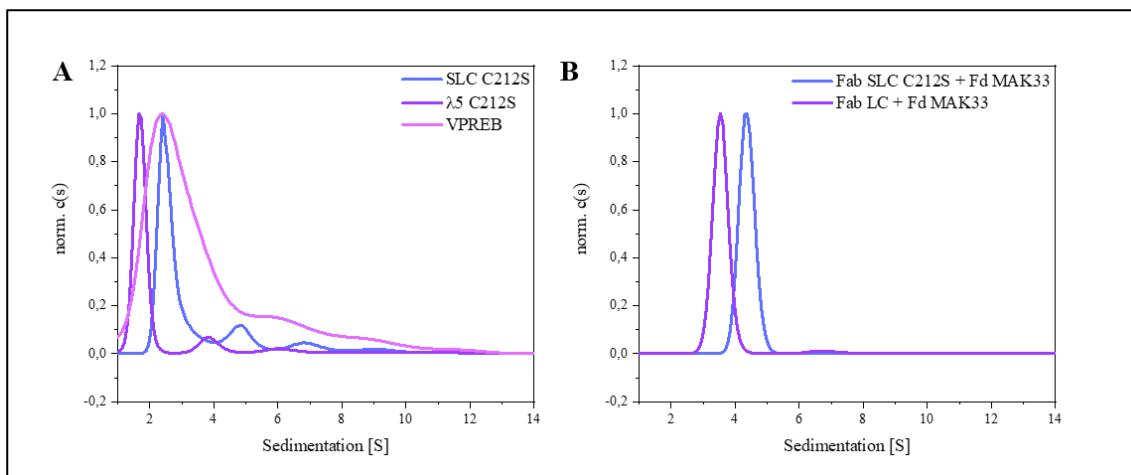 A
1,2
1,0
0,8
0,6
0,4
0,2
0,0
-0,2
norm. c(s)
2 4 6 8 10 12 14
Sedimentation [S]
SLC C212S
λ5 C212S
VPREB
B
1,2
1,0
0,8
0,6
0,4
0,2
0,0
-0,2
norm. c(s)
2 4 6 8 10 12 14
Sedimentation [S]
Fab SLC C212S + Fd MAK33
Fab LC + Fd MAK33